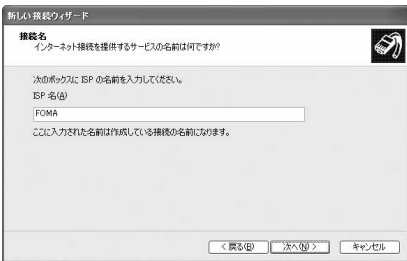 新しい接続ウィザード
接続名
インターネット接続を提供するサービスの名前は何ですか?
次のボックスに ISP の名前を入力してください。
ISP 名(A)
FOMA
ここに入力された名前は作成している接続の名前になります。
< 戻る(B) 次へ(N) > キャンセル